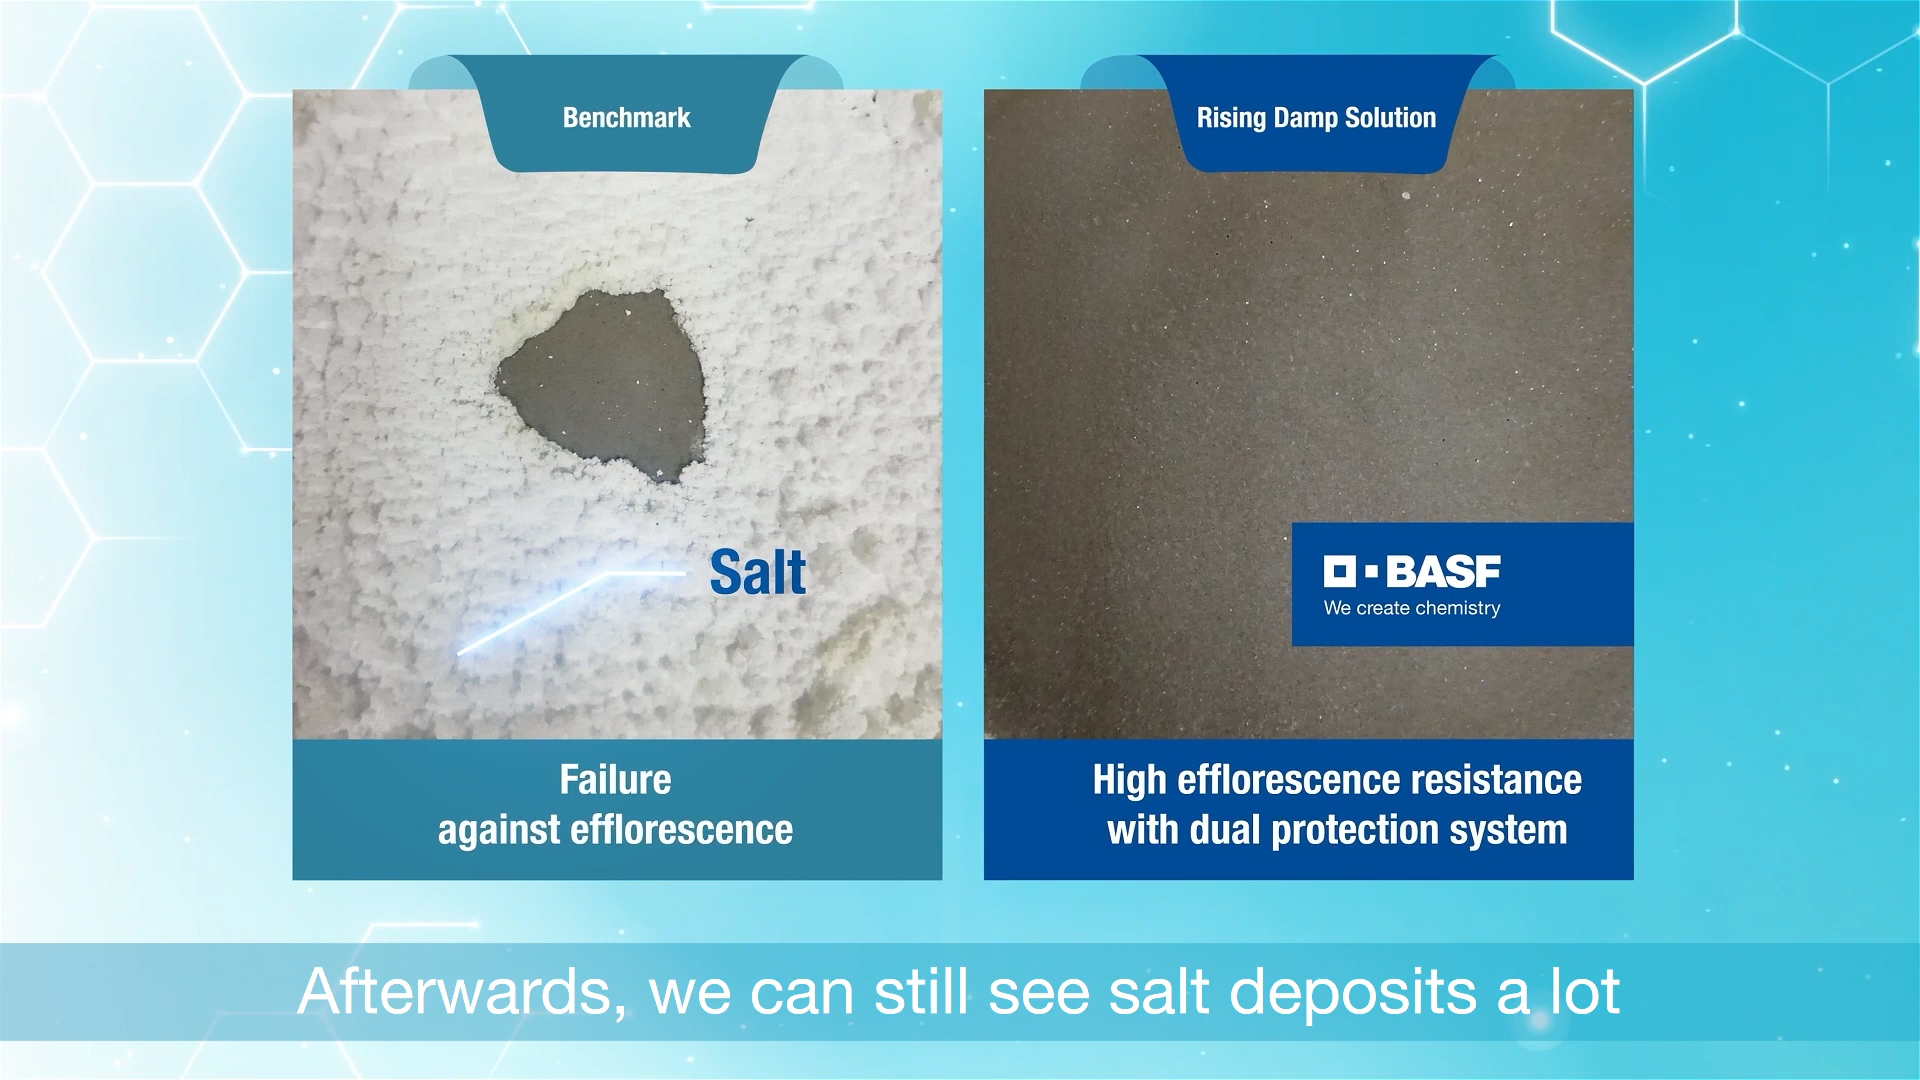 Benchmark
Rising Damp Solution
Salt
BASF
We create chemistry
Failure
against efflorescence
High efflorescence resistance
with dual protection system
Afterwards, we can still see salt deposits a lot